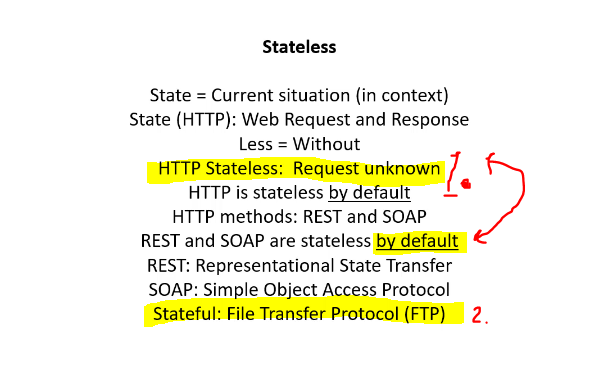 Stateless
State = Current situation (in context)
State (HTTP): Web Request and Response
Less = Without
HTTP Stateless: Request unknown 1.
HTTP is stateless by default
HTTP methods: REST and SOAP
REST and SOAP are stateless by default
REST: Representational State Transfer
SOAP: Simple Object Access Protocol
Stateful: File Transfer Protocol (FTP) 2.